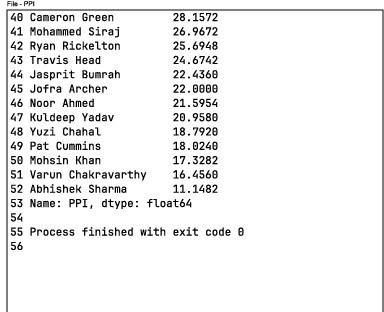 File - PPI
40 Cameron Green 28.1572
41 Mohammed Siraj 26.9672
42 Ryan Rickelton 25.6948
43 Travis Head 24.6742
44 Jasprit Bumrah 22.4360
45 Jofra Archer 22.0000
46 Noor Ahmed 21.5954
47 Kuldeep Yadav 20.9580
48 Yuzi Chahal 18.7920
49 Pat Cummins 18.0240
50 Mohsin Khan 17.3282
51 Varun Chakravarthy 16.4560
52 Abhishek Sharma 11.1482
53 Name: PPI, dtype: float64
54
55 Process finished with exit code 0
56